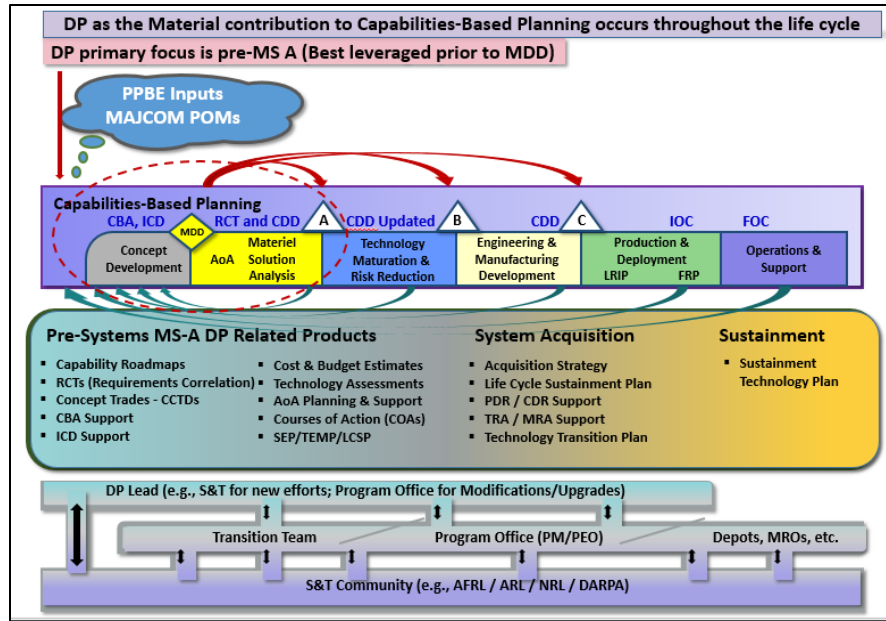 DP as the Material contribution to Capabilities-Based Planning occurs throughout the life cycle
DP primary focus is pre-MS A (Best leveraged prior to MDD)
PPBE Inputs
MAJCOM POMs
Capabilities-Based Planning
CBA, ICD
RCT and CDD
A
CDD Updated
B
CDD
C
IOC
FOC
MDD
Concept
Development
AoA
Materiel
Solution
Analysis
Technology
Maturation &
Risk Reduction
Engineering &
Manufacturing
Development
Production &
Deployment
LRIP
FRP
Operations &
Support
Pre-Systems MS-A DP Related Products
▪ Capability Roadmaps
▪ RCTs (Requirements Correlation)
▪ Concept Trades - CCTDs
▪ CBA Support
▪ ICD Support
▪ Cost & Budget Estimates
▪ Technology Assessments
▪ AoA Planning & Support
▪ Courses of Action (COAs)
▪ SEP/TEMP/LCSP
System Acquisition
▪ Acquisition Strategy
▪ Life Cycle Sustainment Plan
▪ PDR / CDR Support
▪ TRA / MRA Support
▪ Technology Transition Plan
Sustainment
▪ Sustainment
Technology Plan
DP Lead (e.g., S&T for new efforts; Program Office for Modifications/Upgrades)
Transition Team
Program Office (PM/PEO)
Depots, MROs, etc.
S&T Community (e.g., AFRL / ARL / NRL / DARPA)